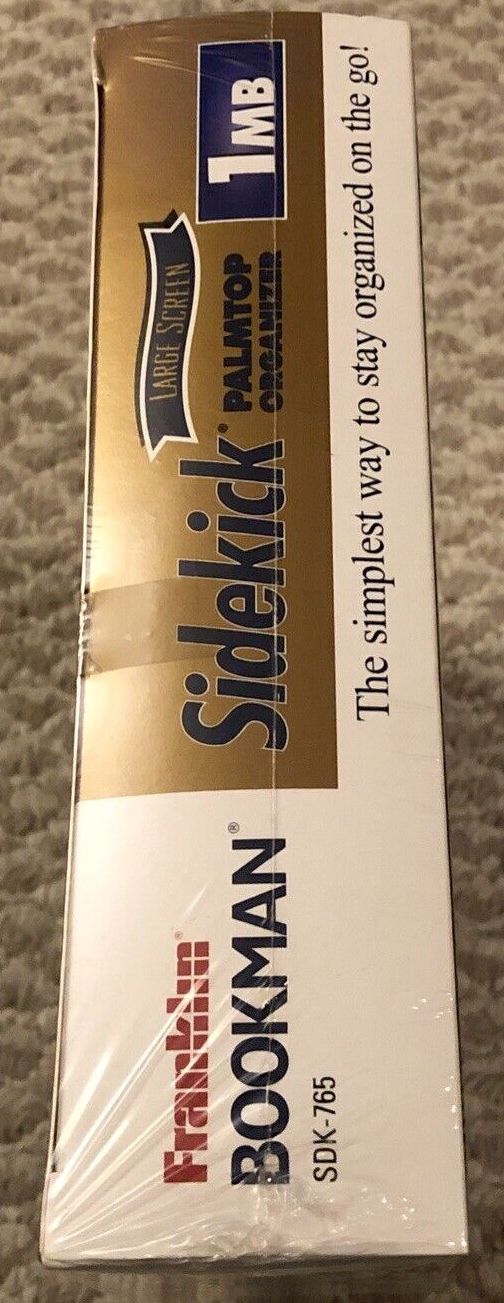 Franklin®
BOOKMAN®
SDK-765
LARGE SCREEN
Sidekick®
PALMTOP
ORGANIZER
1MB
The simplest way to stay organized on the go!